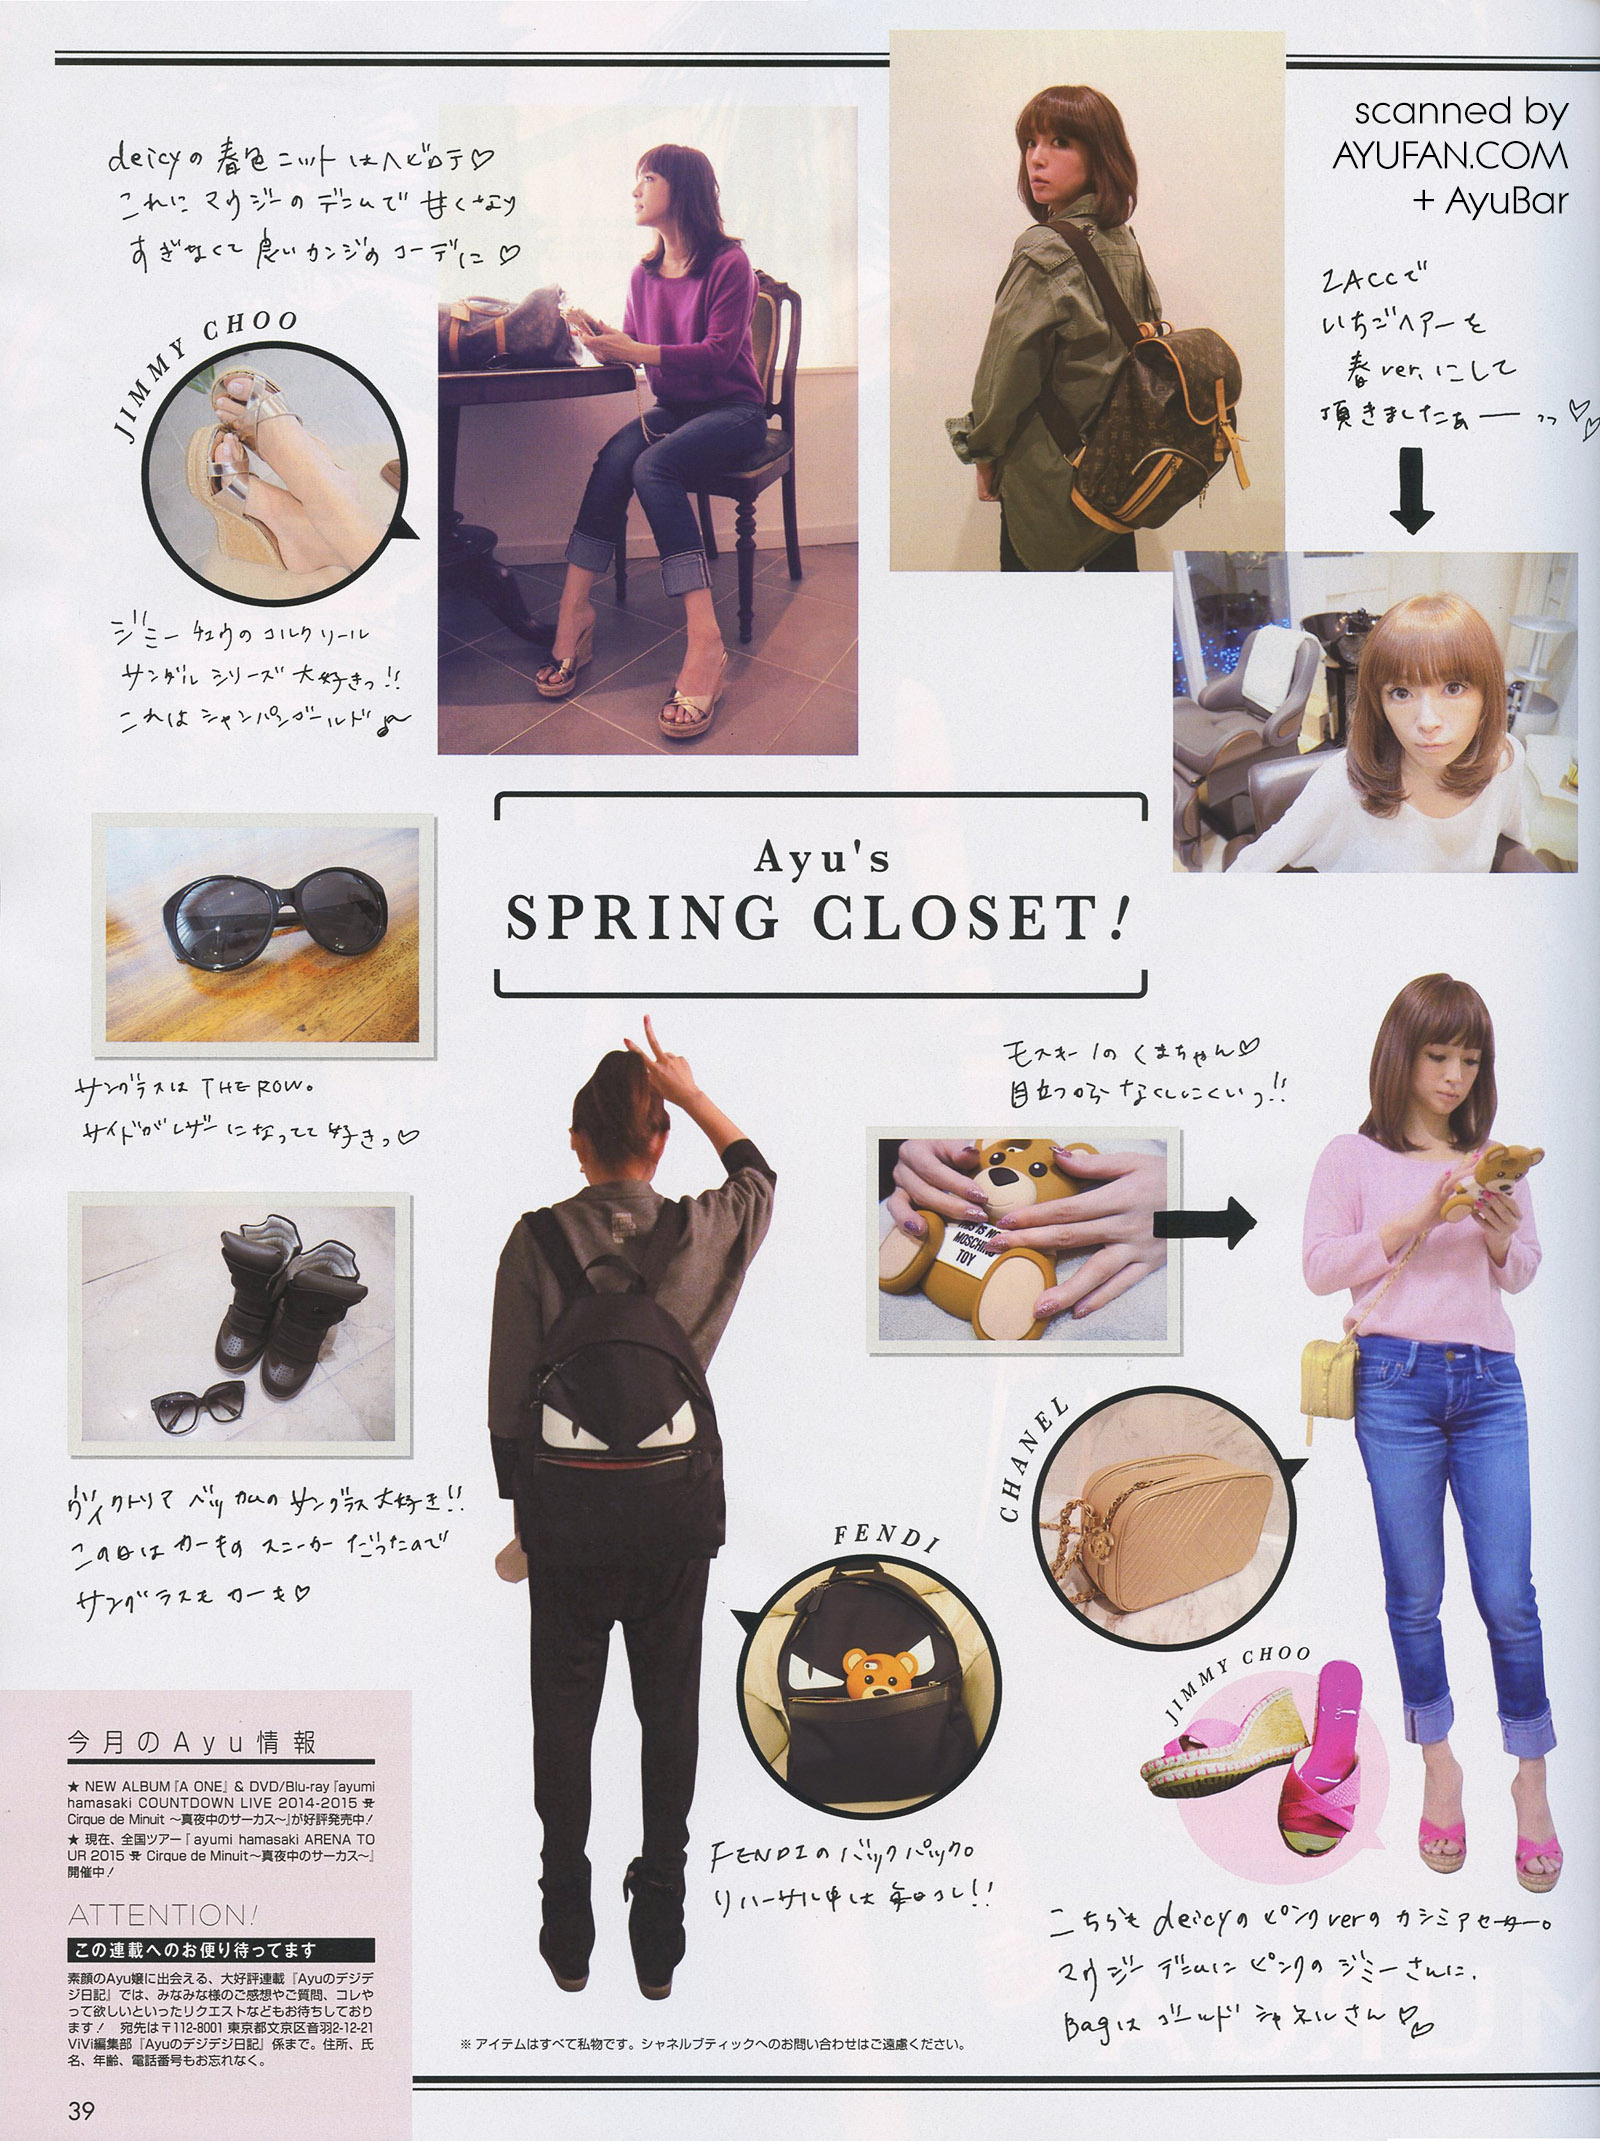 scanned by
AYUFAN.COM
+ AyuBar
deicyの春色ニットはヘビロテ♡
これに マウジーの デニムで 甘くなり
すぎなくて 良いカンジの コーデに♡
JIMMY CHOO
ジミーチュウの コルクソール
サンダル シリーズ 大好きっ!!
これは シャンパンゴールド♪
ZACCで
いちごヘアーを
春ver.にして
頂きましたぁーっっ♡♡
Ayu's
SPRING CLOSET!
サングラスは THE ROW。
サイドがレザーになってて 好きっ♡
ヴィクトリア ベッカムの サングラス 大好き!!
この日は カーキの スニーカー だったので
サングラスも カーキ♡
モスキーノの くまちゃん♡
目立つから なくしにくいっ!!
THIS IS NOT
MOSCHINO
TOY
CHANEL
FENDI
JIMMY CHOO
FENDIの バックパック。
リハーサル中は 毎日コレ!!
こちらも deicyの ピンクverの カシミアセーター。
マウジー デニムに ピンクの ジミーさんに、
Bagは ゴールド シャネルさん♡♡
今月のAyu情報
★ NEW ALBUM『A ONE』& DVD/Blu-ray『ayumi
hamasaki COUNTDOWN LIVE 2014-2015 A
Cirque de Minuit 〜真夜中のサーカス〜』が好評発売中!
★ 現在、全国ツアー『ayumi hamasaki ARENA TO
UR 2015 A Cirque de Minuit〜真夜中のサーカス〜』
開催中!
ATTENTION!
この連載へのお便り待ってます
素顔のAyu嬢に出会える、大好評連載『Ayuのデジデ
ジ日記』では、みなみな様のご感想やご質問、コレや
って欲しいといったリクエストなどもお待ちしており
ます! 宛先は〒112-8001 東京都文京区音羽2-12-21
ViVi編集部『Ayuのデジデジ日記』係まで。住所、氏
名、年齢、電話番号もお忘れなく。
※ アイテムはすべて私物です。シャネルブティックへのお問い合わせはご遠慮ください。
39